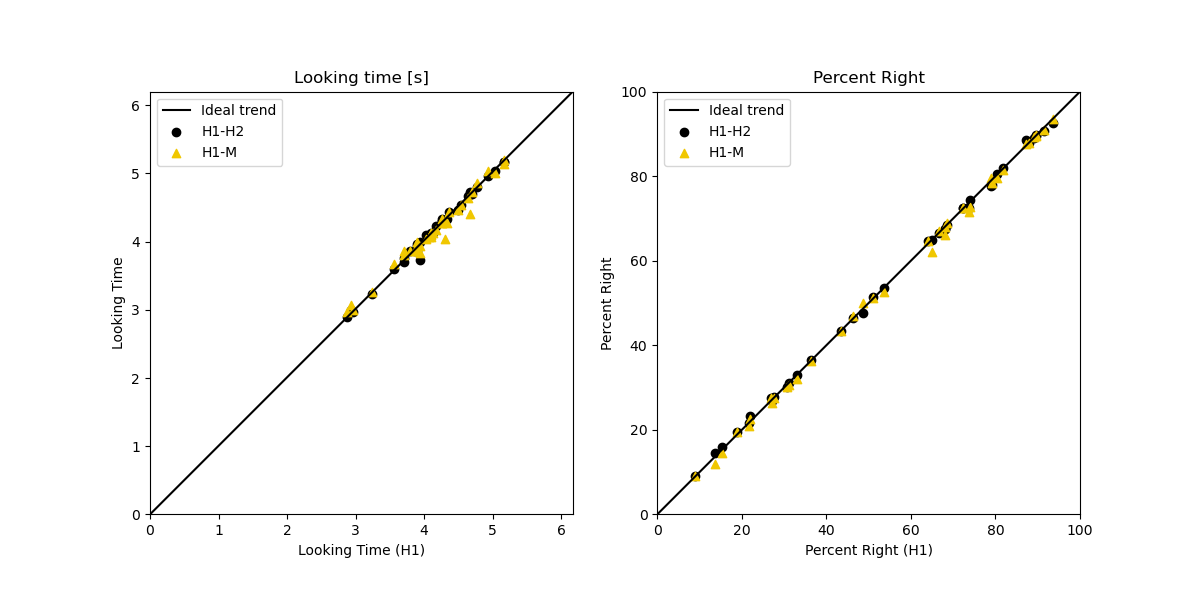 Looking time [s]
Ideal trend
H1-H2
H1-M
Looking Time
6
5
4
3
2
1
0
0 1 2 3 4 5 6
Looking Time (H1)
Percent Right
Ideal trend
H1-H2
H1-M
Percent Right
100
80
60
40
20
0
0 20 40 60 80 100
Percent Right (H1)